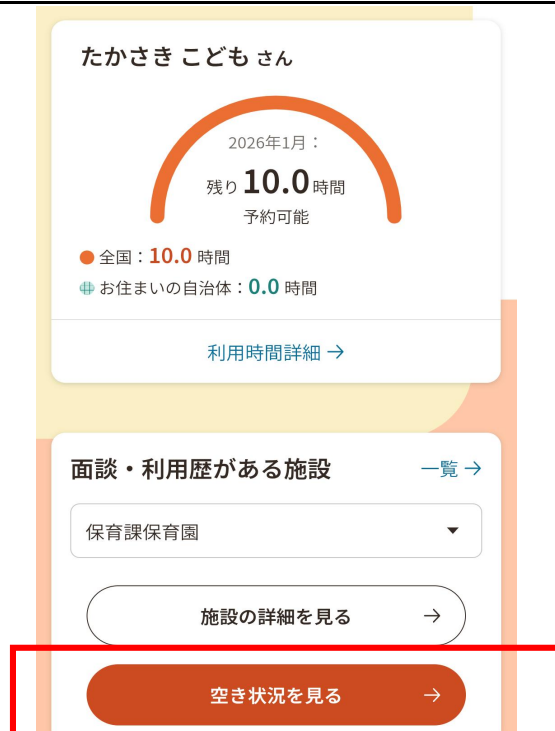 たかさき こども さん
2026年1月：
残り 10.0 時間
予約可能
全国：10.0 時間
お住まいの自治体：0.0 時間
利用時間詳細 →
面談・利用歴がある施設 一覧 →
保育課保育園
施設の詳細を見る →
空き状況を見る →